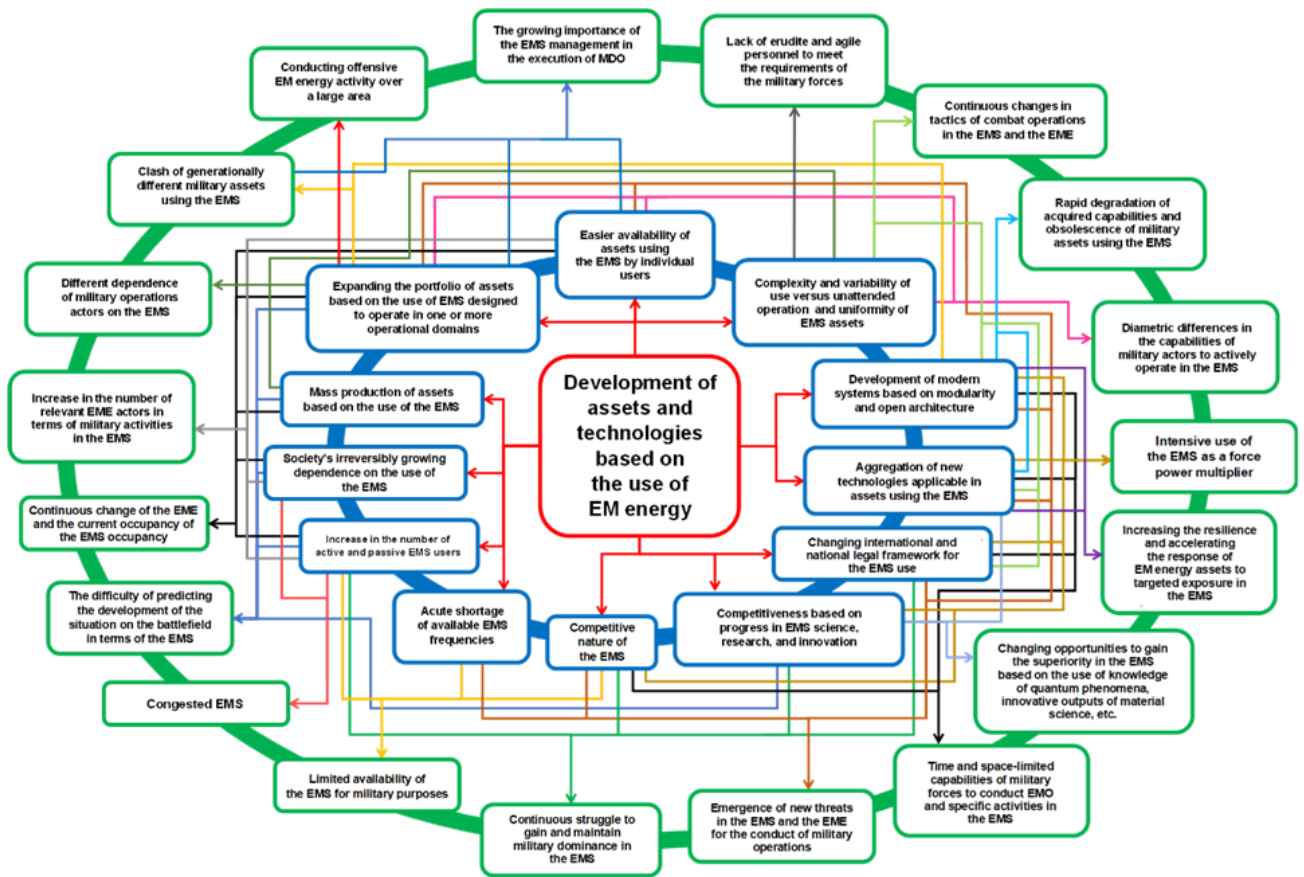 The growing importance of
the EMS management in
the execution of MDO
Lack of erudite and agile
personnel to meet
the requirements of
the military forces
Conducting offensive
EM energy activity over
a large area
Continuous changes in
tactics of combat operations
in the EMS and the EME
Clash of generationally
different military assets
using the EMS
Rapid degradation of
acquired capabilities and
obsolescence of military
assets using the EMS
Easier availability of
assets using
the EMS by individual
users
Different dependence
of military operations
actors on the EMS
Expanding the portfolio of assets
based on the use of EMS designed
to operate in one or more
operational domains
Complexity and variability of
use versus unattended
operation and uniformity of
EMS assets
Diametric differences in
the capabilities of
military actors to actively
operate in the EMS
Increase in the number of
relevant EME actors in
terms of military activities
in the EMS
Mass production of assets
based on the use of the EMS
Development of
assets and
technologies
based on
the use of
EM energy
Development of modern
systems based on modularity
and open architecture
Intensive use of
the EMS as a force
power multiplier
Society's irreversibly growing
dependence on the use of
the EMS
Aggregation of new
technologies applicable in
assets using the EMS
Continuous change of the EME
and the current occupancy of
the EMS occupancy
Increase in the number of
active and passive EMS users
Changing international and
national legal framework for
the EMS use
Increasing the resilience
and accelerating
the response of
EM energy assets to
targeted exposure in
the EMS
The difficulty of predicting
the development of the
situation on the battlefield
in terms of the EMS
Acute shortage
of available EMS
frequencies
Competitive
nature of
the EMS
Competitiveness based on
progress in EMS science,
research, and innovation
Changing opportunities to gain
the superiority in the EMS
based on the use of knowledge
of quantum phenomena,
innovative outputs of material
science, etc.
Congested EMS
Limited availability of
the EMS for military purposes
Continuous struggle to
gain and maintain
military dominance in
the EMS
Emergence of new threats
in the EMS and the EME
for the conduct of military
operations
Time and space-limited
capabilities of military
forces to conduct EMO
and specific activities in
the EMS